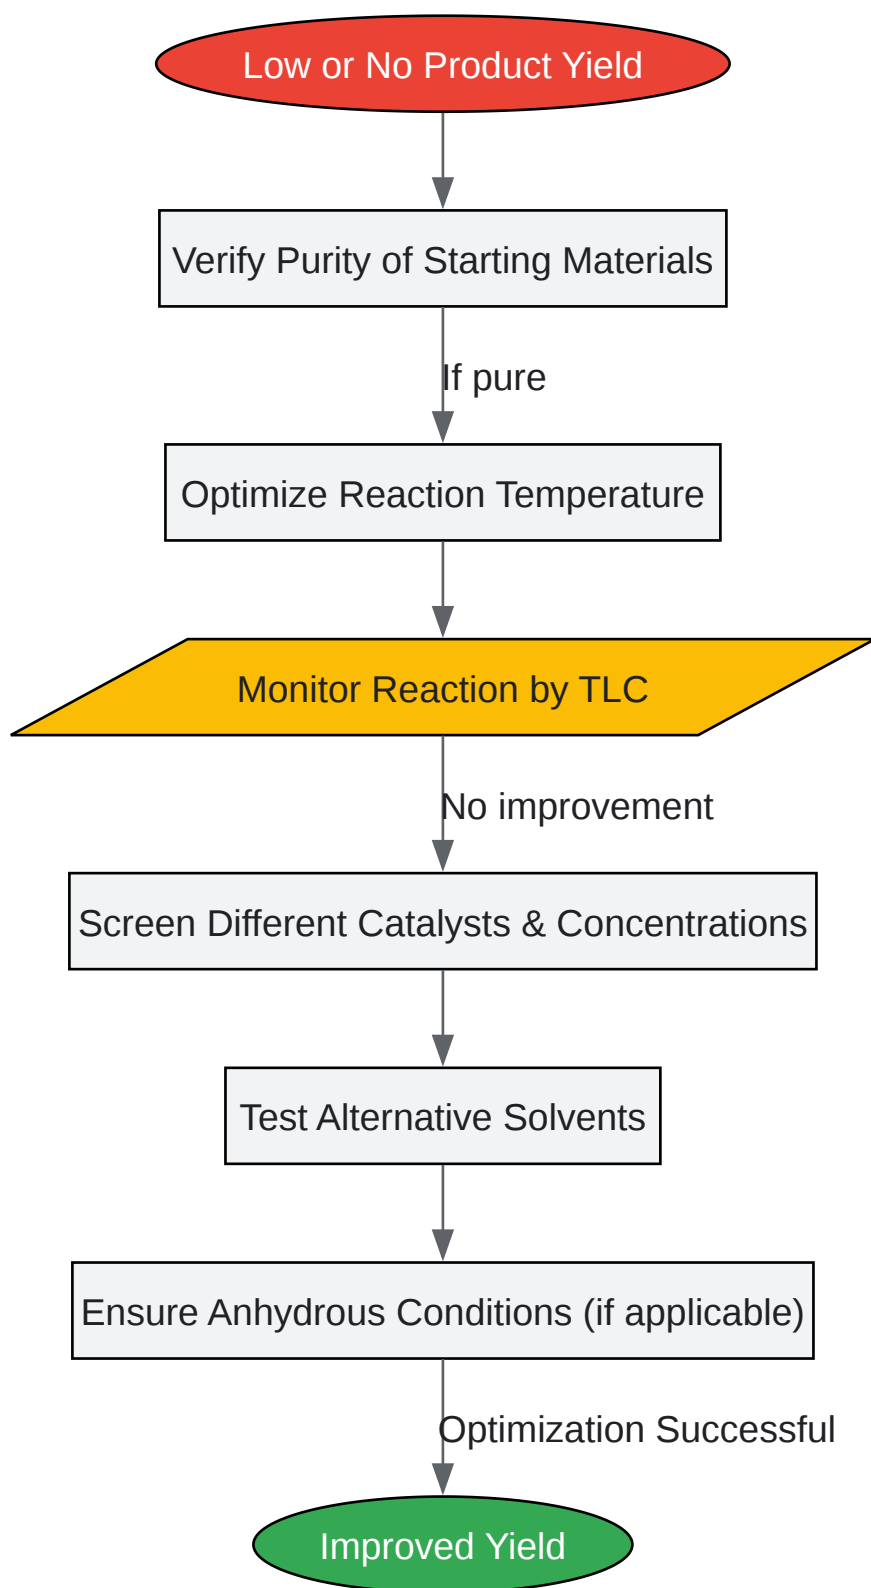 Low or No Product Yield
Verify Purity of Starting Materials
If pure
Optimize Reaction Temperature
Monitor Reaction by TLC
No improvement
Screen Different Catalysts & Concentrations
Test Alternative Solvents
Ensure Anhydrous Conditions (if applicable)
Optimization Successful
Improved Yield